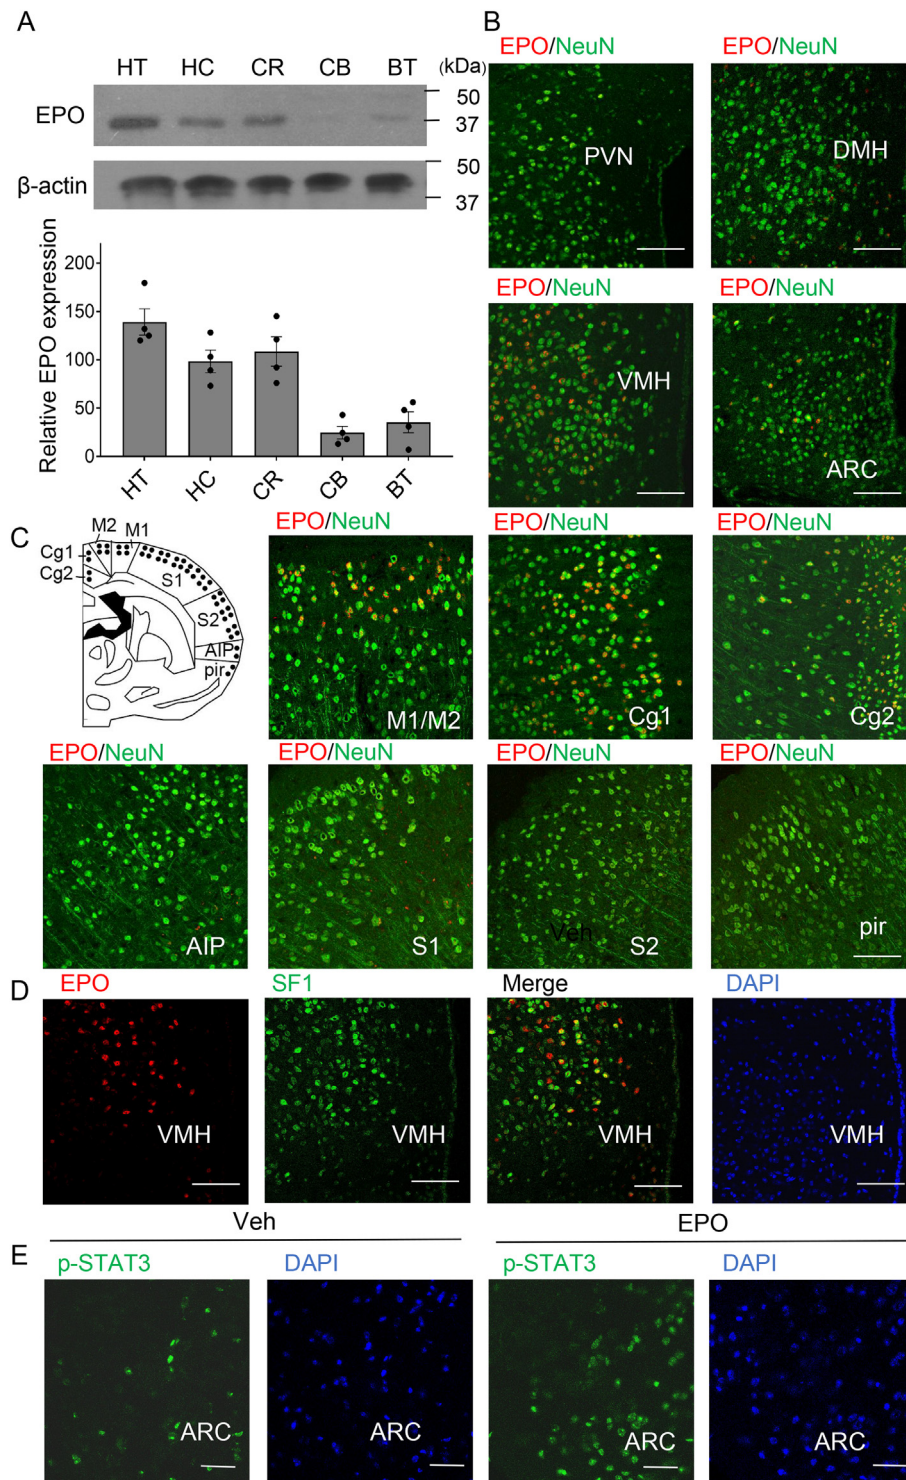 A
HT HC CR CB BT (kDa)
EPO
50
37
β-actin
50
37
Relative EPO expression
200
150
100
50
0
HT HC CR CB BT
B
EPO/NeuN
PVN
EPO/NeuN
DMH
EPO/NeuN
VMH
EPO/NeuN
ARC
C
M2 M1
Cg1
Cg2
S1
S2
AIP
pir
EPO/NeuN
M1/M2
EPO/NeuN
Cg1
EPO/NeuN
Cg2
EPO/NeuN
AIP
EPO/NeuN
S1
EPO/NeuN
Veh
S2
EPO/NeuN
pir
D
EPO
VMH
SF1
VMH
Merge
VMH
DAPI
E
Veh
p-STAT3
ARC
DAPI
ARC
EPO
p-STAT3
ARC
DAPI
ARC